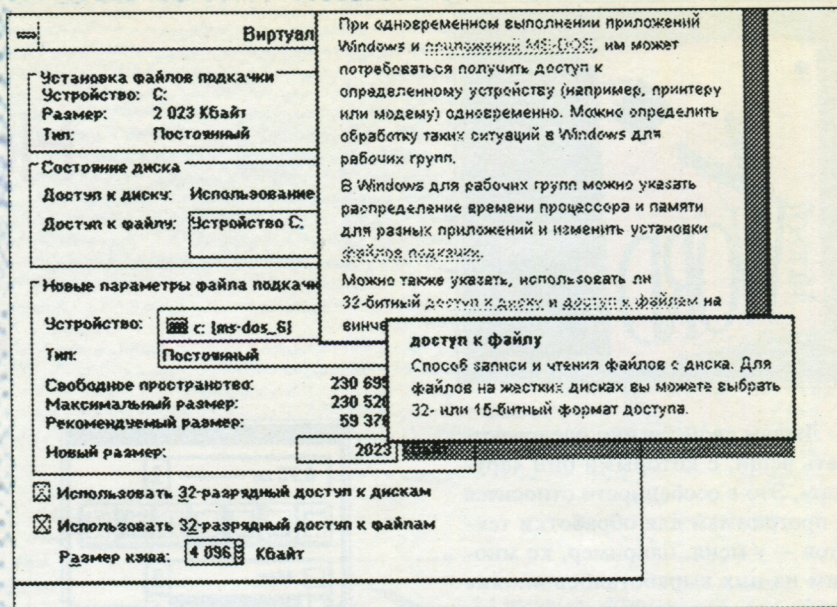 Виртуал
Установка файлов подкачки
Устройство: C:
Размер: 2 023 Кбайт
Тип: Постоянный
Состояние диска
Доступ к диску: Использование
Доступ к файлу: Устройство C:
Новые параметры файла подкачки
Устройство: c: [ms-dos_6]
Тип: Постоянный
Свободное пространство: 230 695
Максимальный размер: 230 520
Рекомендуемый размер: 59 376
Новый размер: 2023 Кбайт
Использовать 32-разрядный доступ к дискам
Использовать 32-разрядный доступ к файлам
Размер кэша: 4 096 Кбайт
При одновременном выполнении приложений
Windows и приложений MS-DOS, им может
потребоваться получить доступ к
определенному устройству (например, принтеру
или модему) одновременно. Можно определить
обработку таких ситуаций в Windows для
рабочих групп.
В Windows для рабочих групп можно указать
распределение времени процессора и памяти
для разных приложений и изменить установки
файлов подкачки.
Можно также указать, использовать ли
32-битный доступ к диску и доступ к файлам на
винче
доступ к файлу
Способ записи и чтения файлов с диска. Для
файлов на жестких дисках вы можете выбрать
32- или 16-битный формат доступа.